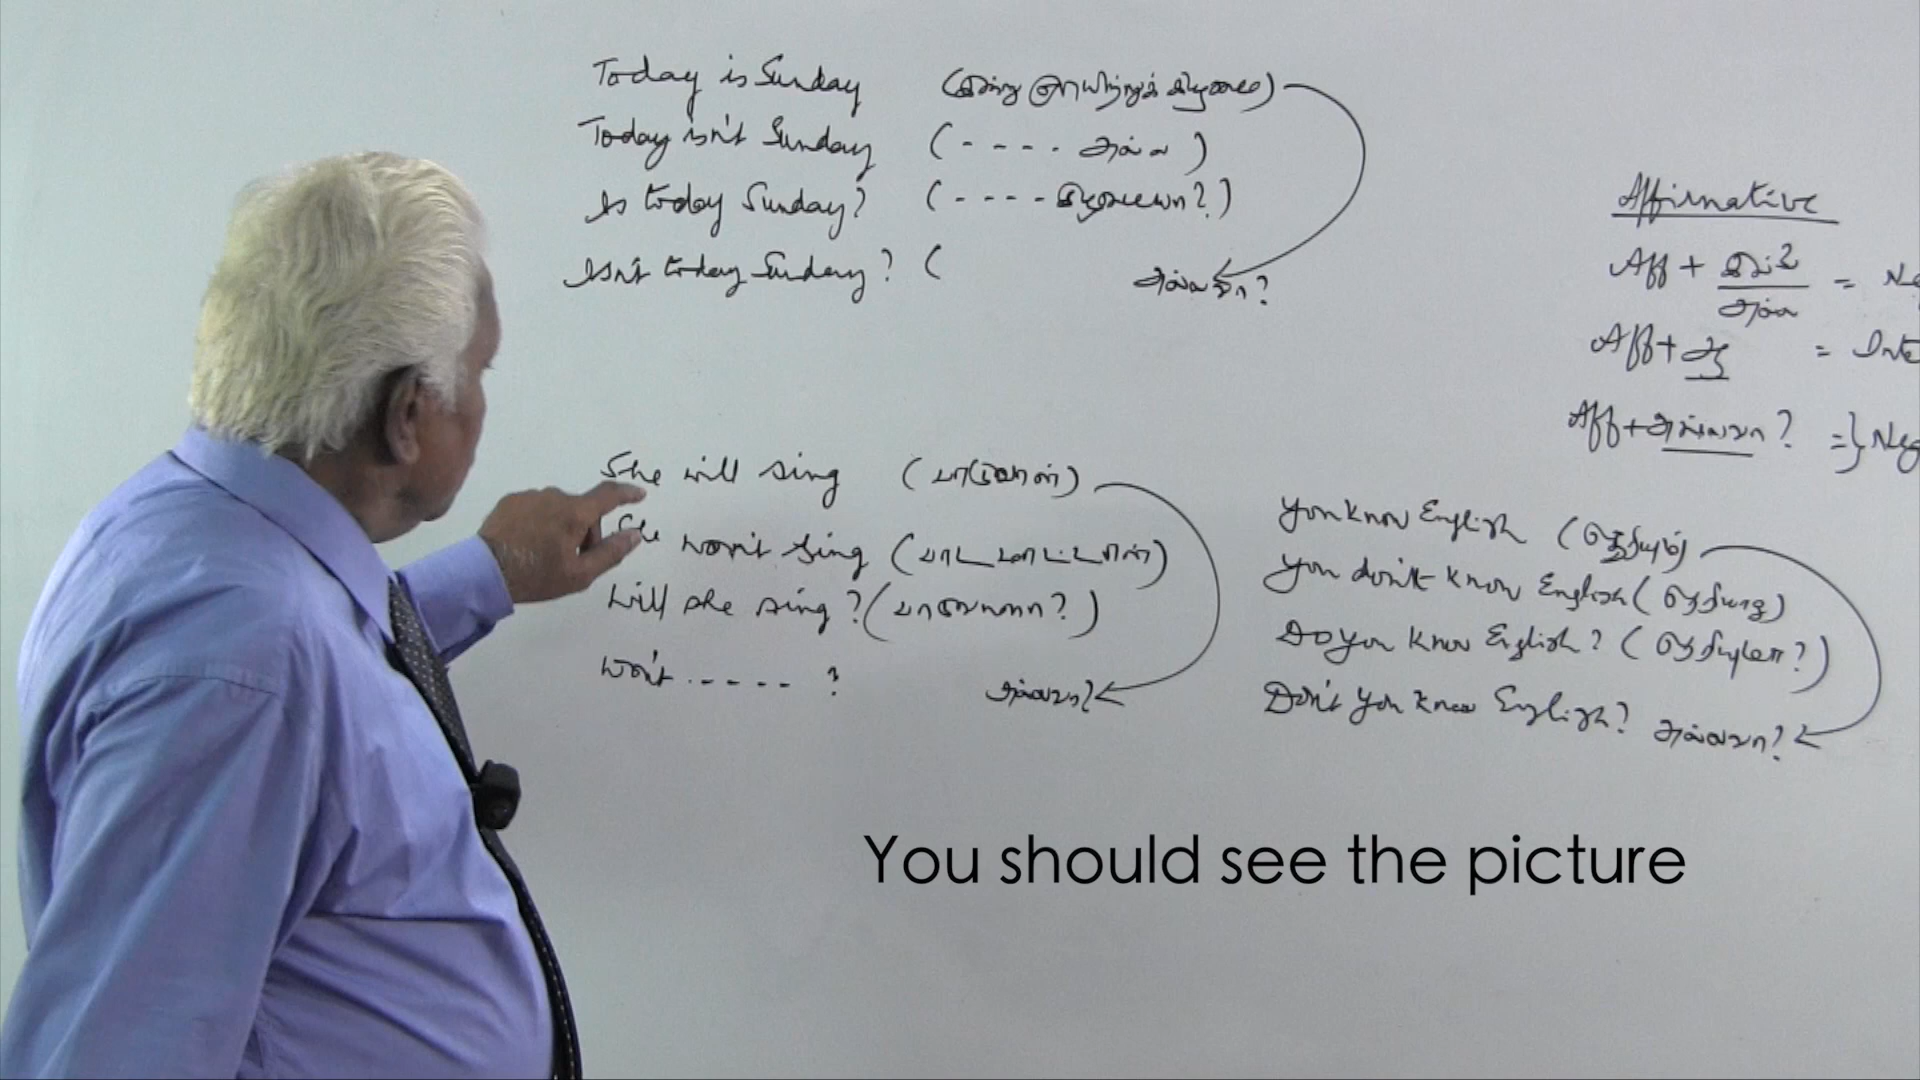 Today is Sunday (இன்று ஞாயிற்றுக் கிழமை)
Today isn't Sunday (---- அல்ல)
Is today Sunday? (---- கிழமையா?)
Isn't today Sunday? ( அல்லவா?
She will sing (பாடுவாள்)
She won't sing (பாடமாட்டாள்)
Will she sing? (பாடுவாளா?)
Won't ----- ? அல்லவா?
Affirmative
Aff + இல்லை / அல்ல = Neg
Aff + ஆ = Inte
Aff + அல்லவா? =} Neg
You know English (தெரியும்)
You don't know English (தெரியாது)
Do you know English? (தெரியுமா?)
Don't you know English? அல்லவா?
You should see the picture